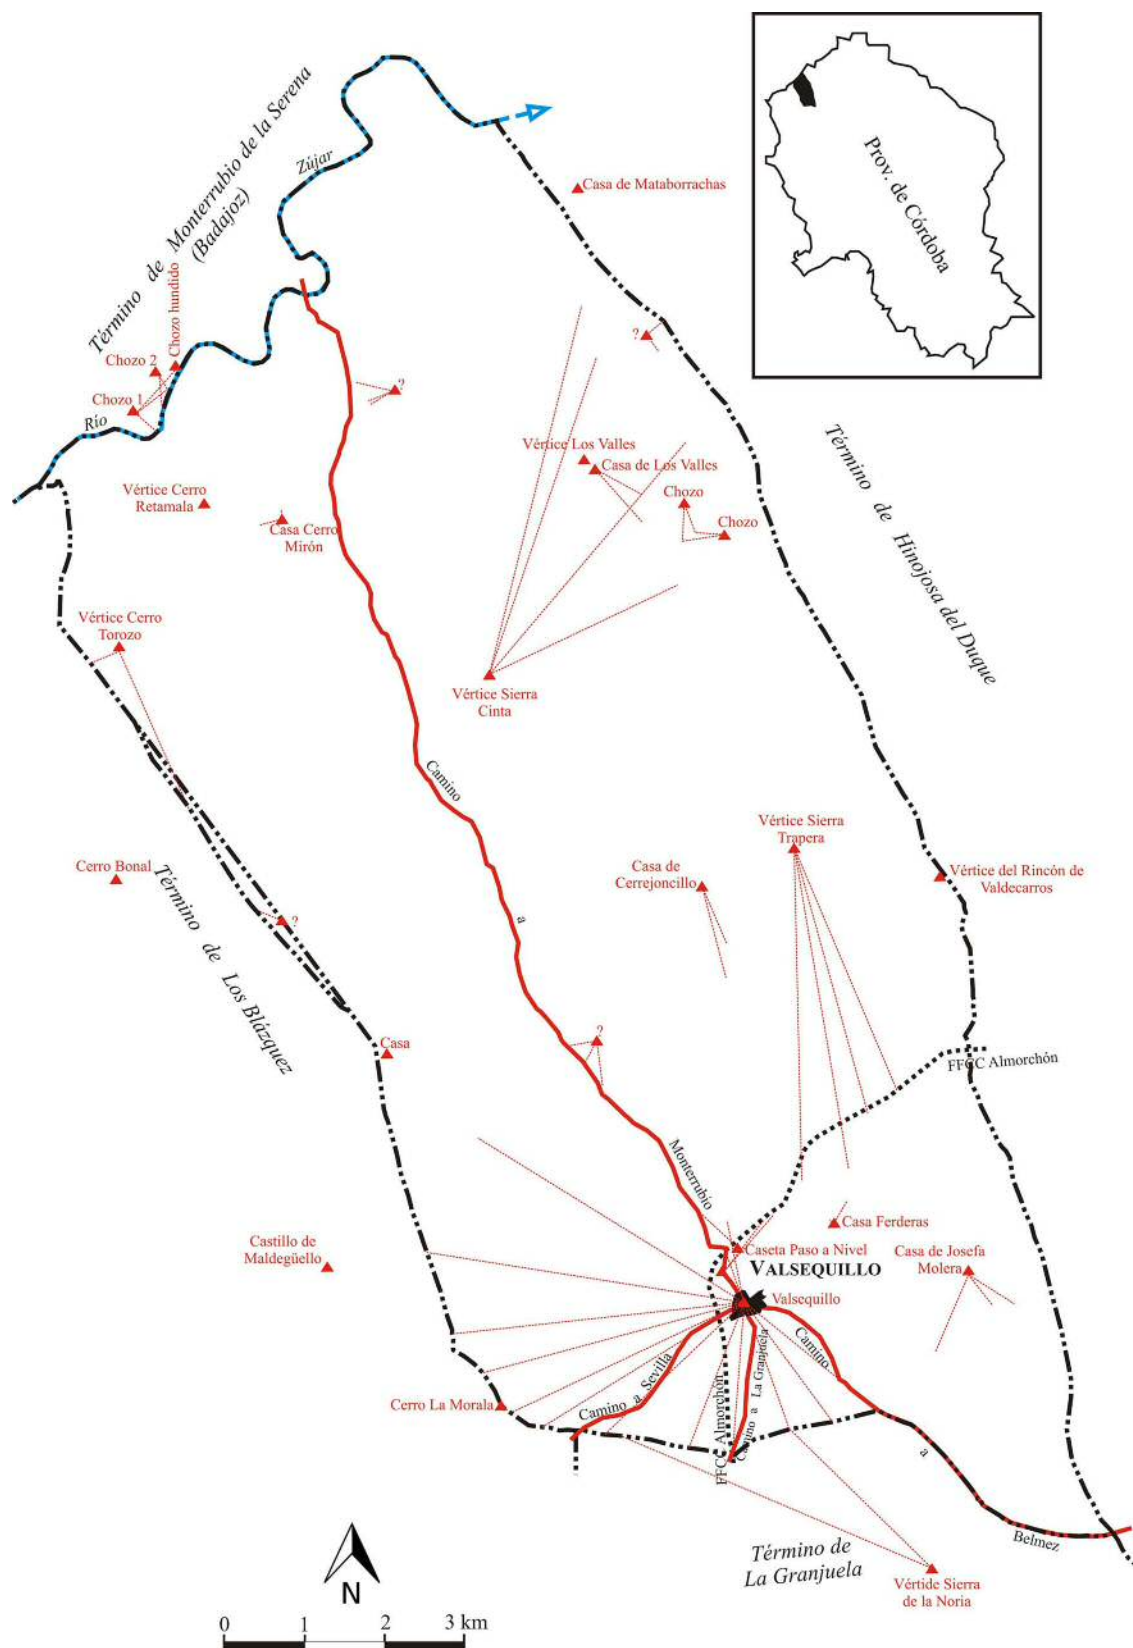 Término de Monterrubio de la Serena
(Badajoz)
Zújar
Río
Prov. de Córdoba
Casa de Mataborrachas
Chozo hundido
Chozo 2
Chozo 1
?
?
Término de Hinojosa del Duque
Vértice Los Valles
Casa de Los Valles
Vértice Cerro
Retamala
Chozo
Chozo
Casa Cerro
Mirón
Vértice Cerro
Torozo
Vértice Sierra
Cinta
Camino
a
Monterrubio
Vértice Sierra
Trapera
Casa de
Cerrejoncillo
Vértice del Rincón de
Valdecarros
Cerro Bonal
Término de Los Blázquez
?
?
Casa
FFCC Almorchón
Casa Ferderas
Castillo de
Maldegüello
Caseta Paso a Nivel
VALSEQUILLO
Valsequillo
Casa de Josefa
Molera
Cerro La Morala
Camino a Sevilla
FFCC Almorchón
Camino a La Granjuela
Camino
a
Belmez
Término de
La Granjuela
Vértide Sierra
de la Noria
N
0 1 2 3 km